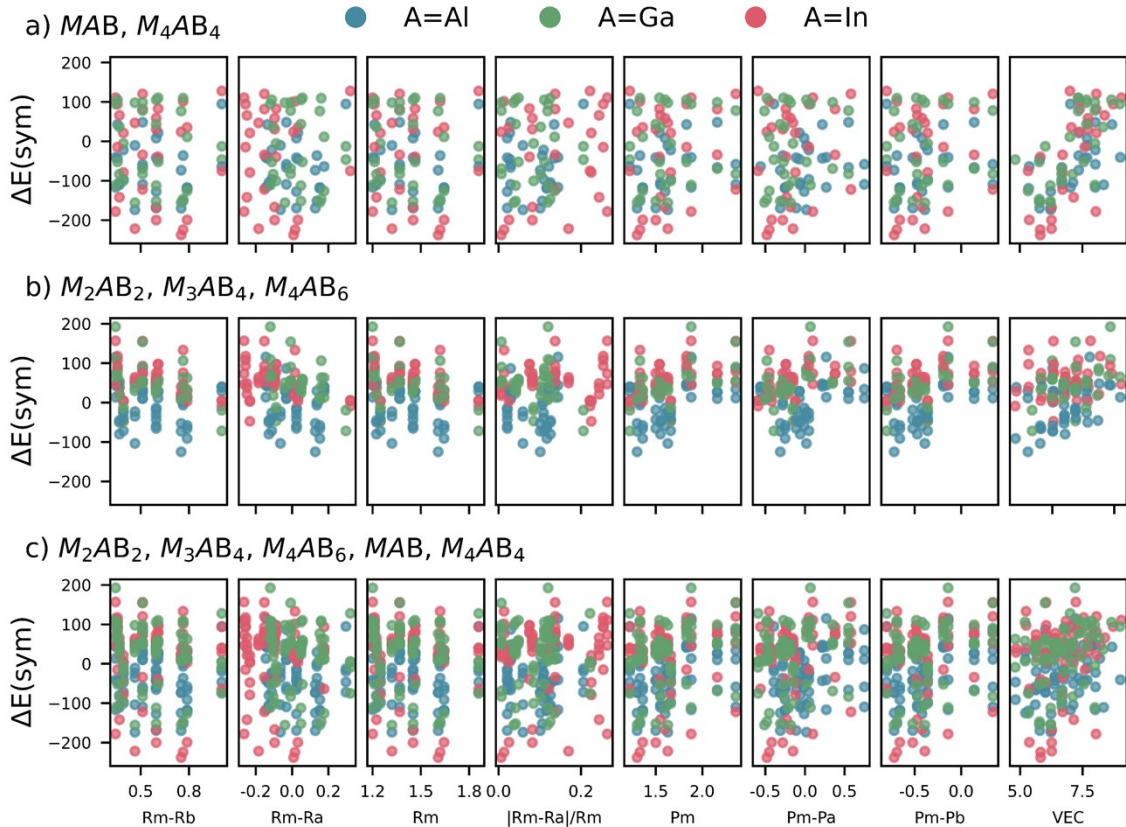 A=Al A=Ga A=In
a) MAB, M₄AB₄
ΔE(sym)
200
100
0
−100
−200
b) M₂AB₂, M₃AB₄, M₄AB₆
ΔE(sym)
200
100
0
−100
−200
c) M₂AB₂, M₃AB₄, M₄AB₆, MAB, M₄AB₄
ΔE(sym)
200
100
0
−100
−200
0.5 0.8 -0.2 0.0 1.2 1.5 1.8 0.0 0.2 1.5 2.0 -0.5 0.0 0.5 -0.5 0.0 5.0 7.5
Rm-Rb Rm-Ra Rm |Rm-Ra|/Rm Pm Pm-Pa Pm-Pb VEC